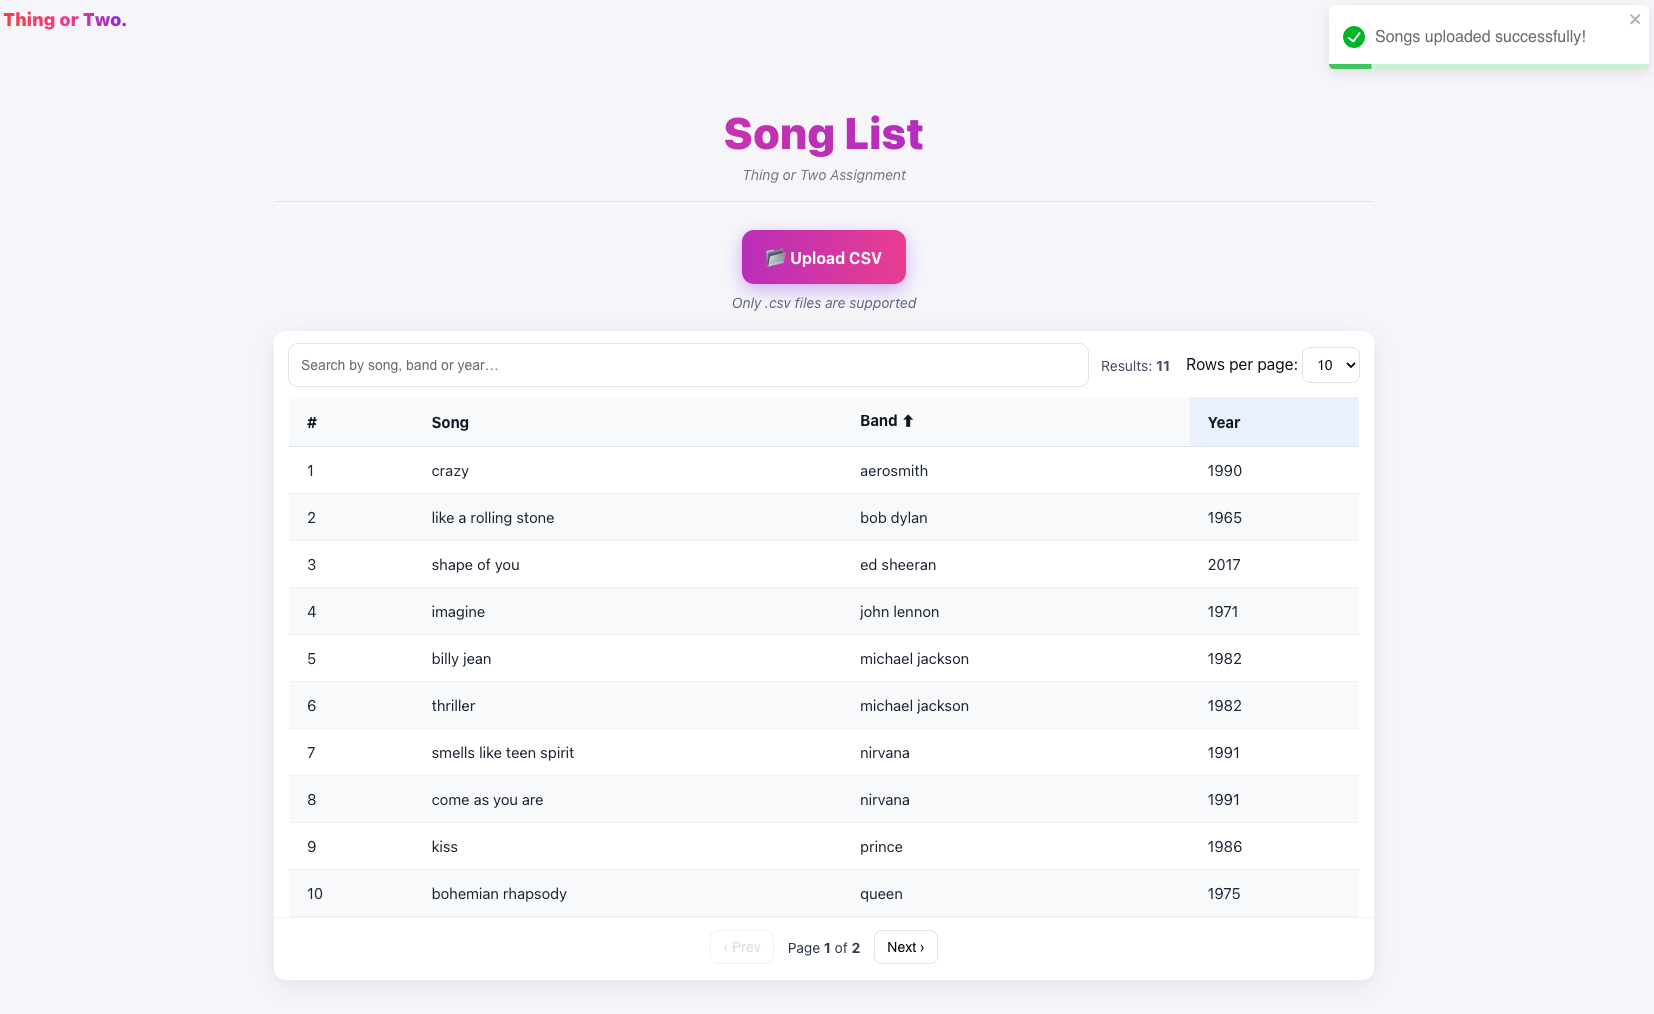 Thing or Two.
Songs uploaded successfully!
Song List
Thing or Two Assignment
Upload CSV
Only .csv files are supported
Search by song, band or year… Results: 11 Rows per page: 10
# Song Band ⬆ Year
1 crazy aerosmith 1990
2 like a rolling stone bob dylan 1965
3 shape of you ed sheeran 2017
4 imagine john lennon 1971
5 billy jean michael jackson 1982
6 thriller michael jackson 1982
7 smells like teen spirit nirvana 1991
8 come as you are nirvana 1991
9 kiss prince 1986
10 bohemian rhapsody queen 1975
‹ Prev Page 1 of 2 Next ›